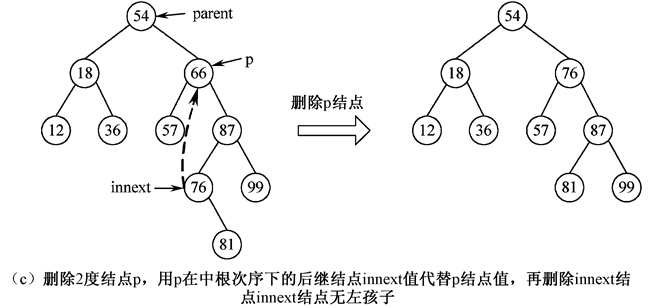 54 parent 54
18 66 p 18 76
删除p结点
12 36 57 87 12 36 57 87
innext 76 99 81 99
81
（c）删除2度结点p，用p在中根次序下的后继结点innext值代替p结点值，再删除innext结
点innext结点无左孩子